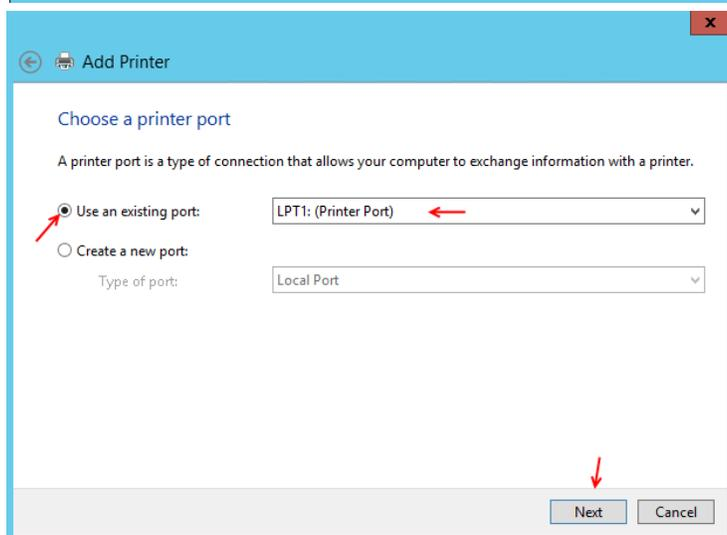 x
Add Printer
Choose a printer port
A printer port is a type of connection that allows your computer to exchange information with a printer.
Use an existing port: LPT1: (Printer Port)
Create a new port:
Type of port: Local Port
Next Cancel